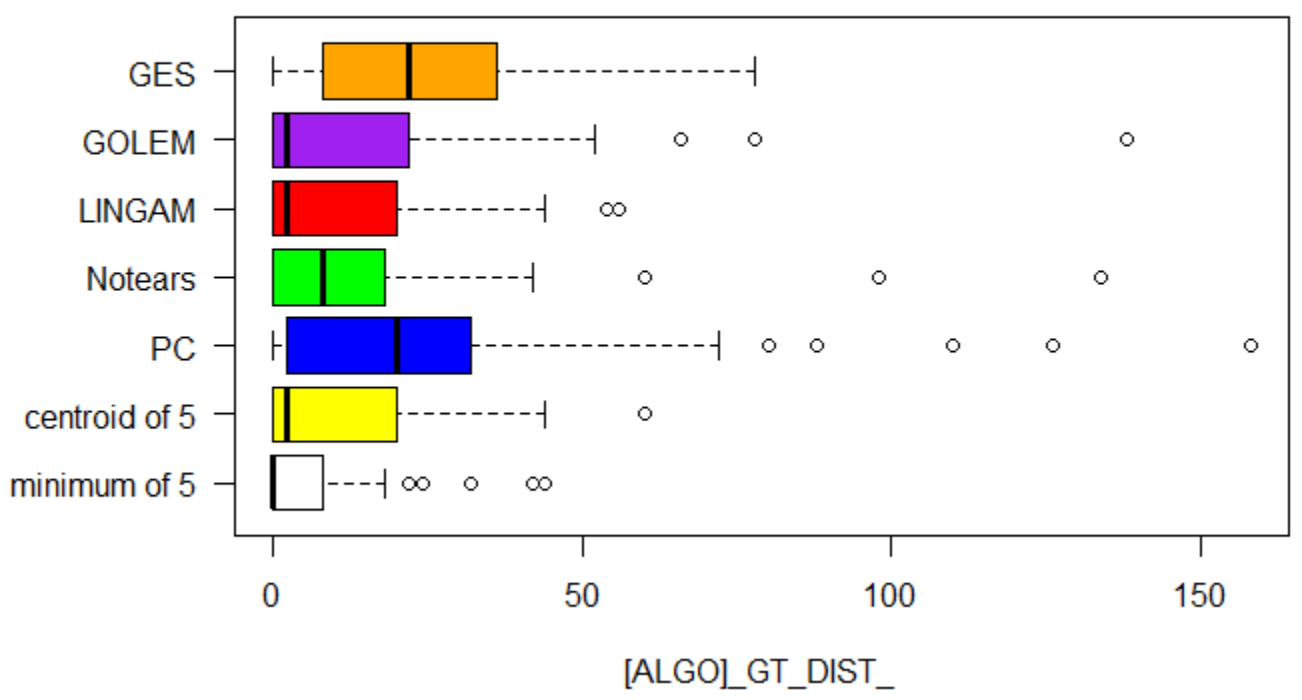 GES
GOLEM
LINGAM
Notears
PC
centroid of 5
minimum of 5
0 50 100 150
[ALGO]_GT_DIST_